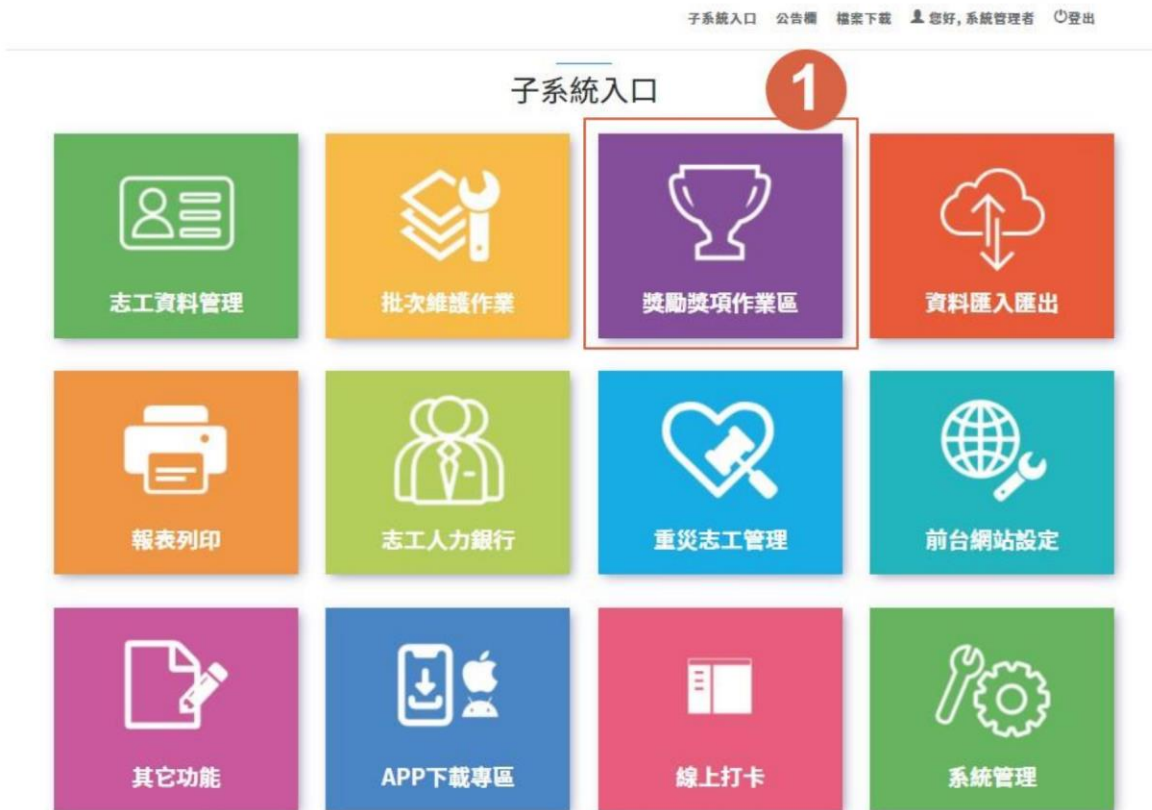 子系統入口 公告欄 檔案下載 您好, 系統管理者 登出
子系統入口
1
志工資料管理
批次維護作業
獎勵獎項作業區
資料匯入匯出
報表列印
志工人力銀行
重災志工管理
前台網站設定
其它功能
APP下載專區
線上打卡
系統管理